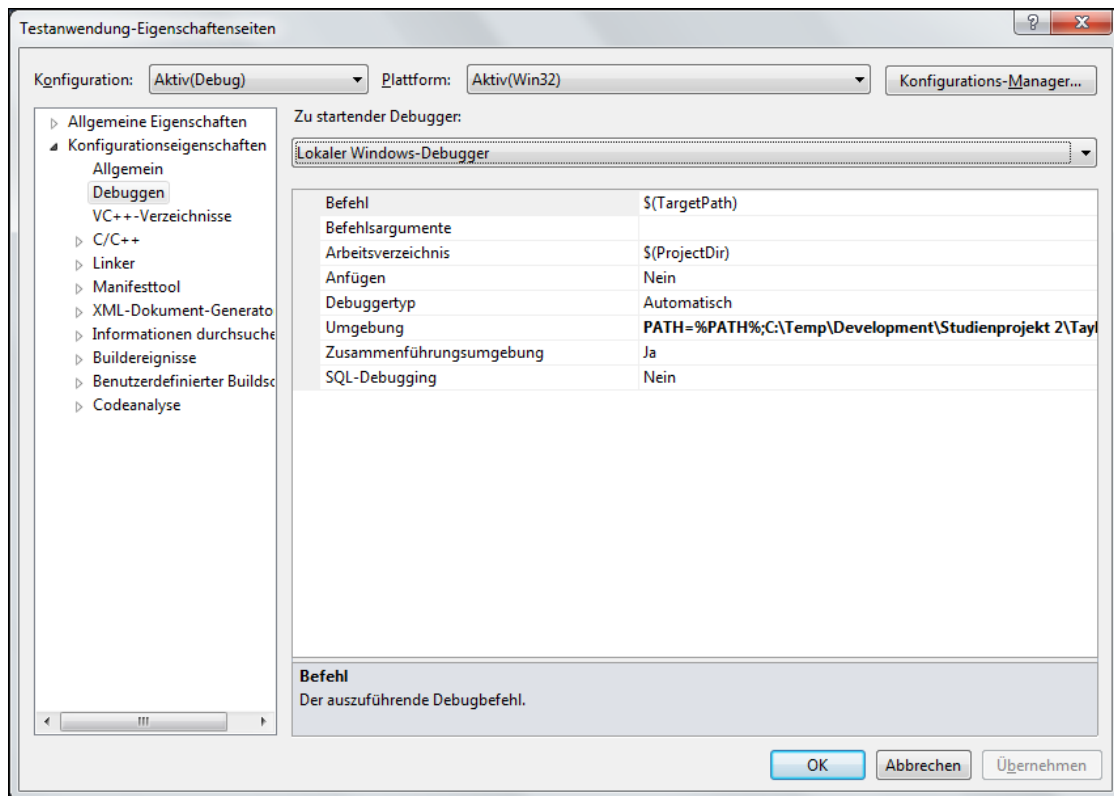 Testanwendung-Eigenschaftenseiten
Konfiguration: Aktiv(Debug) Plattform: Aktiv(Win32) Konfigurations-Manager...
Allgemeine Eigenschaften
Konfigurationseigenschaften
Allgemein
Debuggen
VC++-Verzeichnisse
C/C++
Linker
Manifesttool
XML-Dokument-Generato
Informationen durchsuche
Buildereignisse
Benutzerdefinierter Buildsc
Codeanalyse
Zu startender Debugger:
Lokaler Windows-Debugger
Befehl $(TargetPath)
Befehlsargumente
Arbeitsverzeichnis $(ProjectDir)
Anfügen Nein
Debuggertyp Automatisch
Umgebung PATH=%PATH%;C:\Temp\Development\Studienprojekt 2\Tayl
Zusammenführungsumgebung Ja
SQL-Debugging Nein
Befehl
Der auszuführende Debugbefehl.
OK Abbrechen Übernehmen